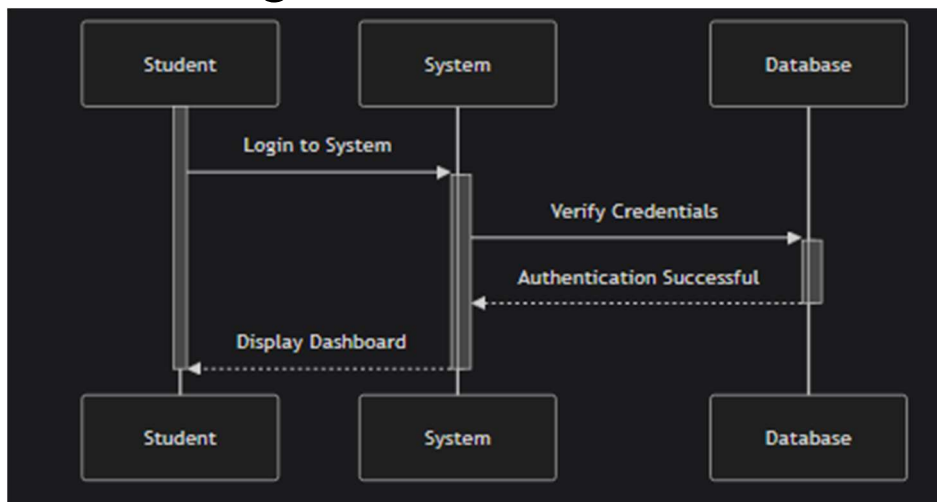 Student
System
Database
Login to System
Verify Credentials
Authentication Successful
Display Dashboard
Student
System
Database